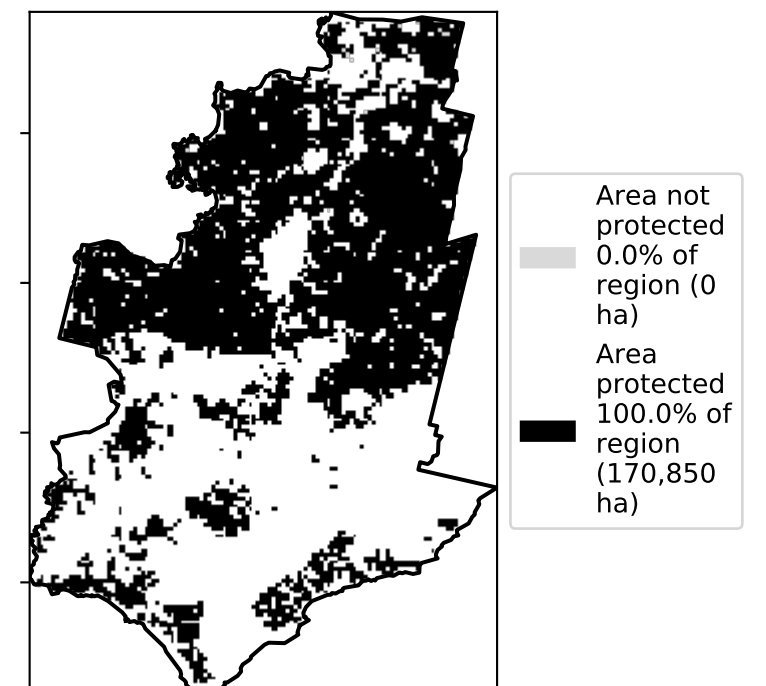 Area not
protected
0.0% of
region (0
ha)
Area
protected
100.0% of
region
(170,850
ha)